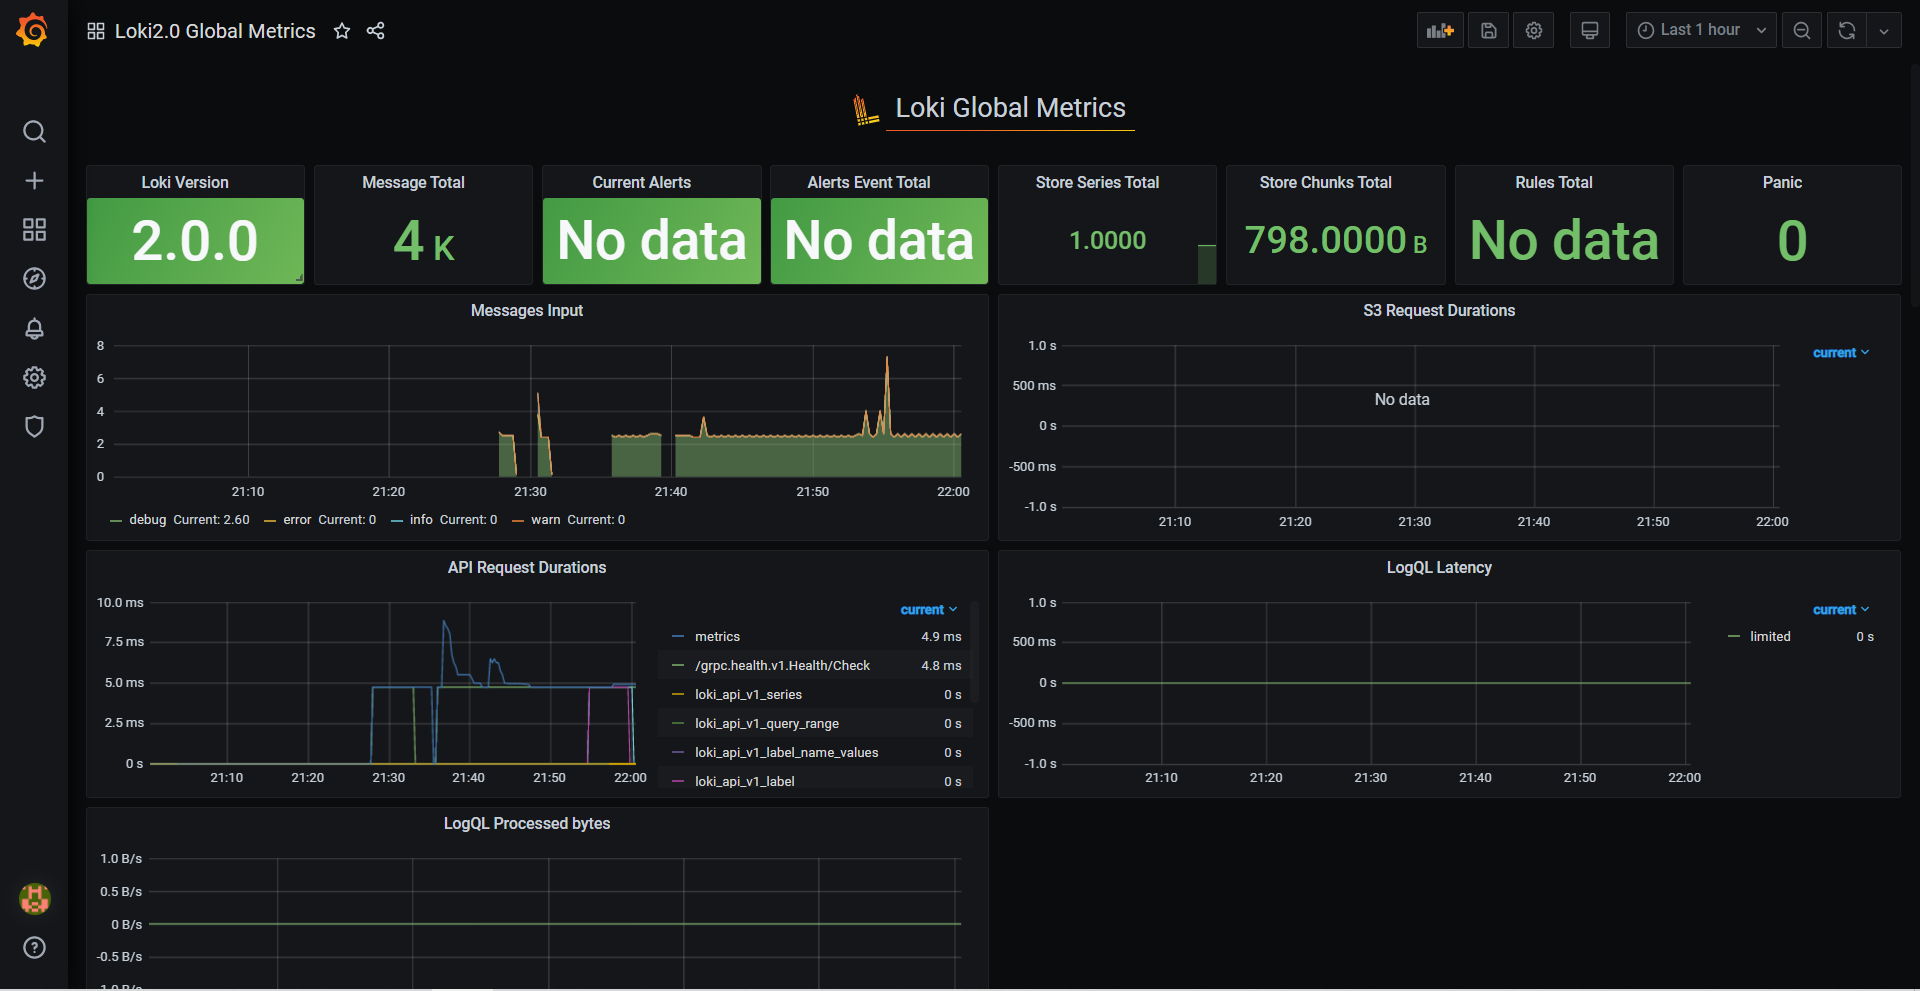 Loki2.0 Global Metrics
Last 1 hour
Loki Global Metrics
Loki Version
2.0.0
Message Total
4 K
Current Alerts
No data
Alerts Event Total
No data
Store Series Total
1.0000
Store Chunks Total
798.0000 B
Rules Total
No data
Panic
0
Messages Input
8
6
4
2
0
21:10 21:20 21:30 21:40 21:50 22:00
debug Current: 2.60 error Current: 0 info Current: 0 warn Current: 0
S3 Request Durations
1.0 s
500 ms
0 s
-500 ms
-1.0 s
No data
21:10 21:20 21:30 21:40 21:50 22:00
current
API Request Durations
10.0 ms
7.5 ms
5.0 ms
2.5 ms
0 s
21:10 21:20 21:30 21:40 21:50 22:00
current
metrics 4.9 ms
/grpc.health.v1.Health/Check 4.8 ms
loki_api_v1_series 0 s
loki_api_v1_query_range 0 s
loki_api_v1_label_name_values 0 s
loki_api_v1_label 0 s
LogQL Latency
1.0 s
500 ms
0 s
-500 ms
-1.0 s
21:10 21:20 21:30 21:40 21:50 22:00
current
limited 0 s
LogQL Processed bytes
1.0 B/s
0.5 B/s
0 B/s
-0.5 B/s